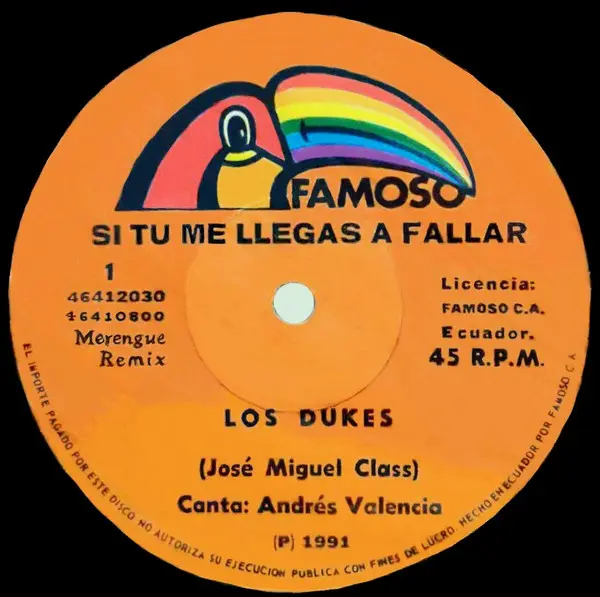 FAMOSO
SI TU ME LLEGAS A FALLAR
1
46412030
46410800
Merengue
Remix
Licencia:
FAMOSO C.A.
Ecuador.
45 R.P.M.
LOS DUKES
(José Miguel Class)
Canta: Andrés Valencia
(P) 1991
EL IMPORTE PAGADO POR ESTE DISCO NO AUTORIZA SU EJECUCION PUBLICA CON FINES DE LUCRO. HECHO EN ECUADOR POR FAMOSO C.A.